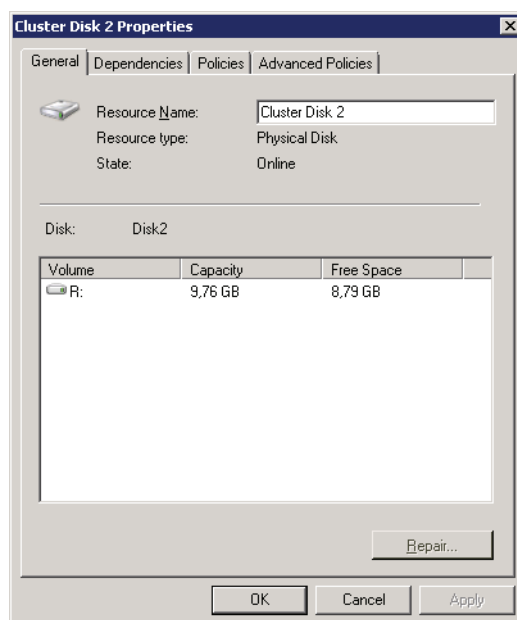 Cluster Disk 2 Properties
General Dependencies Policies Advanced Policies
Resource Name: Cluster Disk 2
Resource type: Physical Disk
State: Online
Disk: Disk2
Volume Capacity Free Space
R: 9,76 GB 8,79 GB
Repair...
OK Cancel Apply